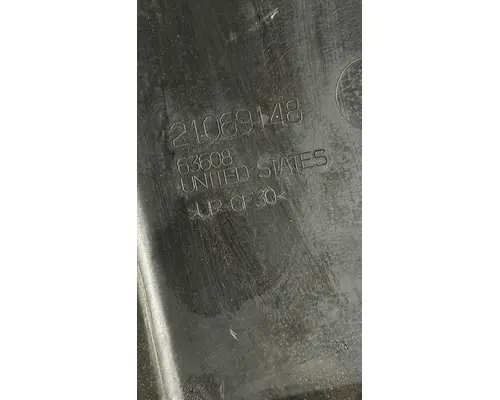 21069148
63608
UNITED STATES
>UP-CF30<